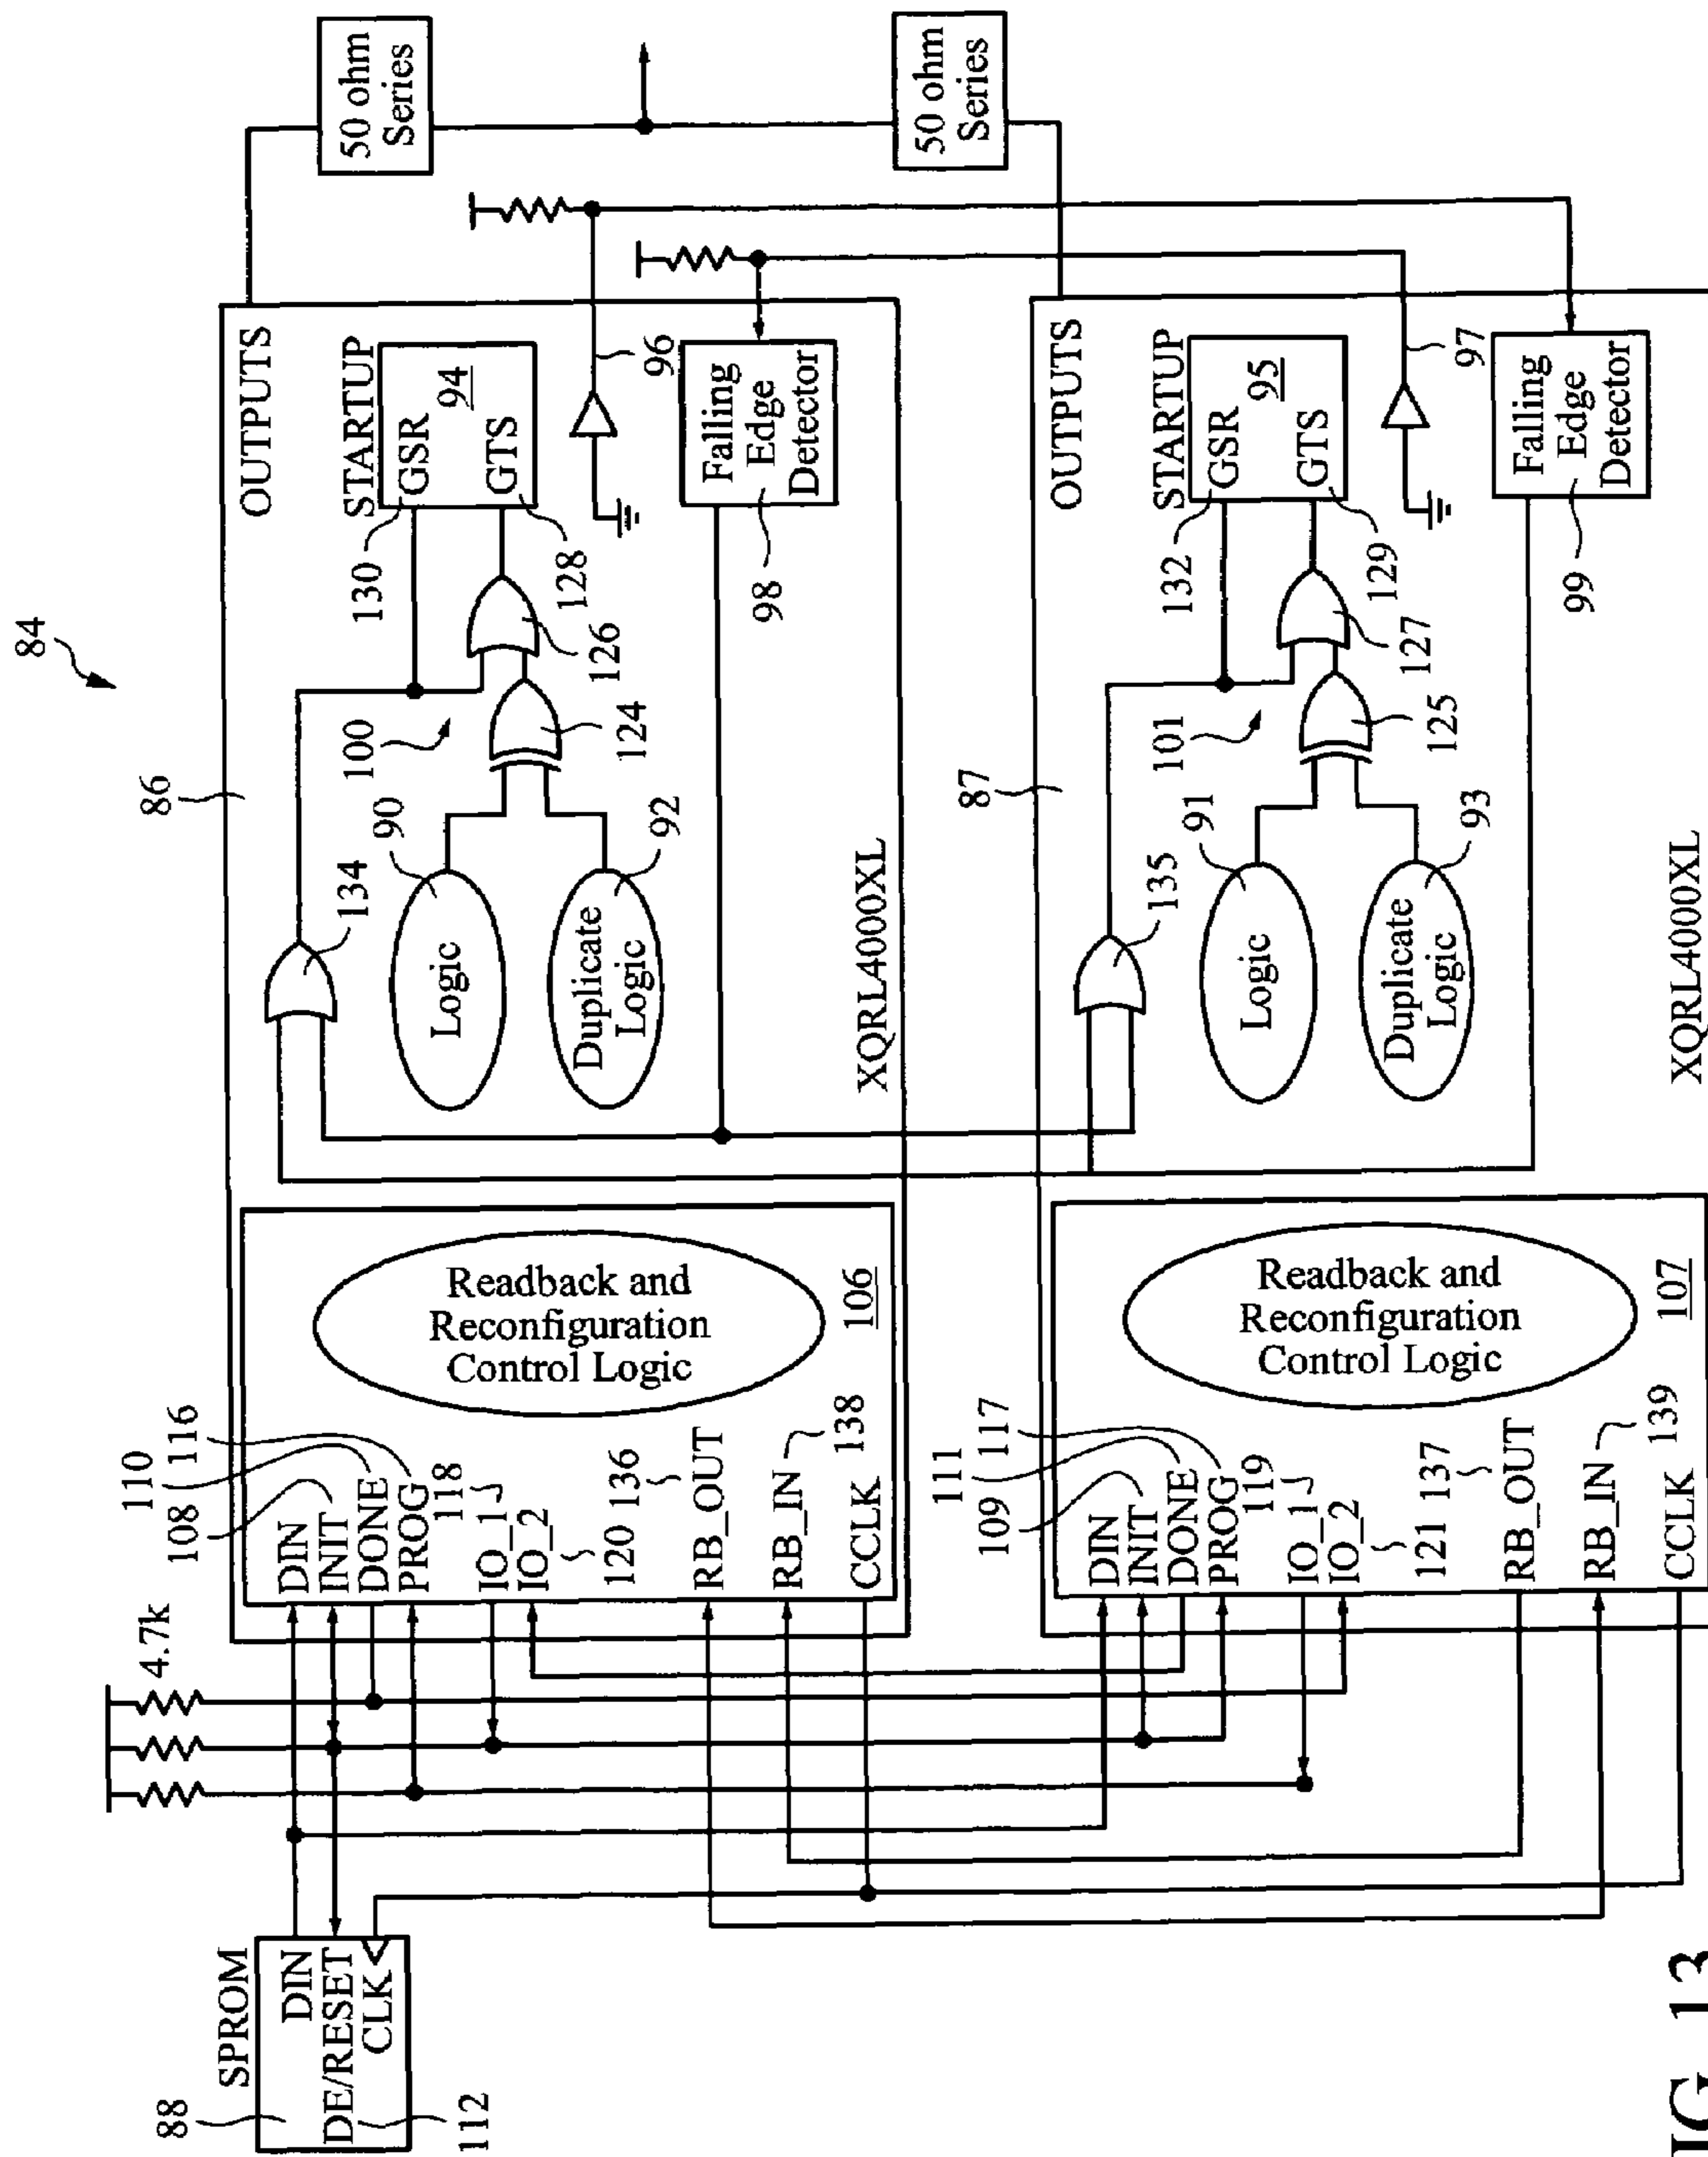 84
SPROM
88
DIN
DE/RESET
CLK
112
4.7k
86
108
110
116
DIN
INIT
DONE
PROG
118
IO_1
IO_2
120
136
RB_OUT
RB_IN
138
CCLK
Readback and
Reconfiguration
Control Logic
106
134
Logic
90
Duplicate
Logic
92
XQRL4000XL
100
124
126
OUTPUTS
STARTUP
130
GSR
94
GTS
128
96
98
Falling
Edge
Detector
50 ohm
Series
87
109
111
117
DIN
INIT
DONE
PROG
119
IO_1
IO_2
121
137
RB_OUT
RB_IN
139
CCLK
Readback and
Reconfiguration
Control Logic
107
135
Logic
91
Duplicate
Logic
93
XQRL4000XL
101
125
127
OUTPUTS
STARTUP
132
GSR
95
GTS
129
97
99
Falling
Edge
Detector
50 ohm
Series
IG. 13